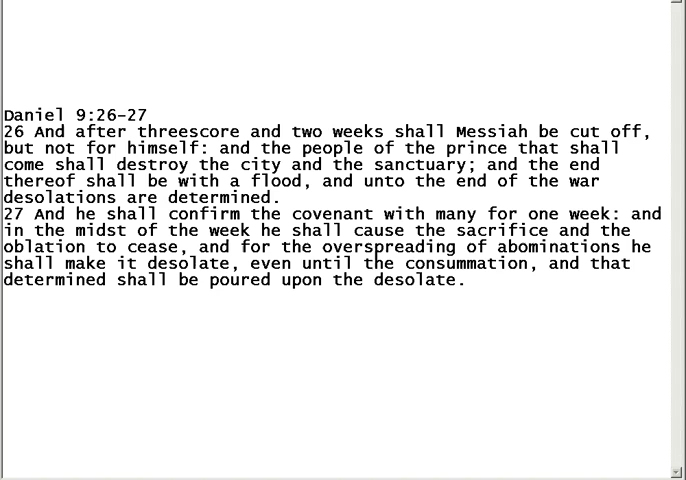 Daniel 9:26-27
26 And after threescore and two weeks shall Messiah be cut off,
but not for himself: and the people of the prince that shall
come shall destroy the city and the sanctuary; and the end
thereof shall be with a flood, and unto the end of the war
desolations are determined.
27 And he shall confirm the covenant with many for one week: and
in the midst of the week he shall cause the sacrifice and the
oblation to cease, and for the overspreading of abominations he
shall make it desolate, even until the consummation, and that
determined shall be poured upon the desolate.